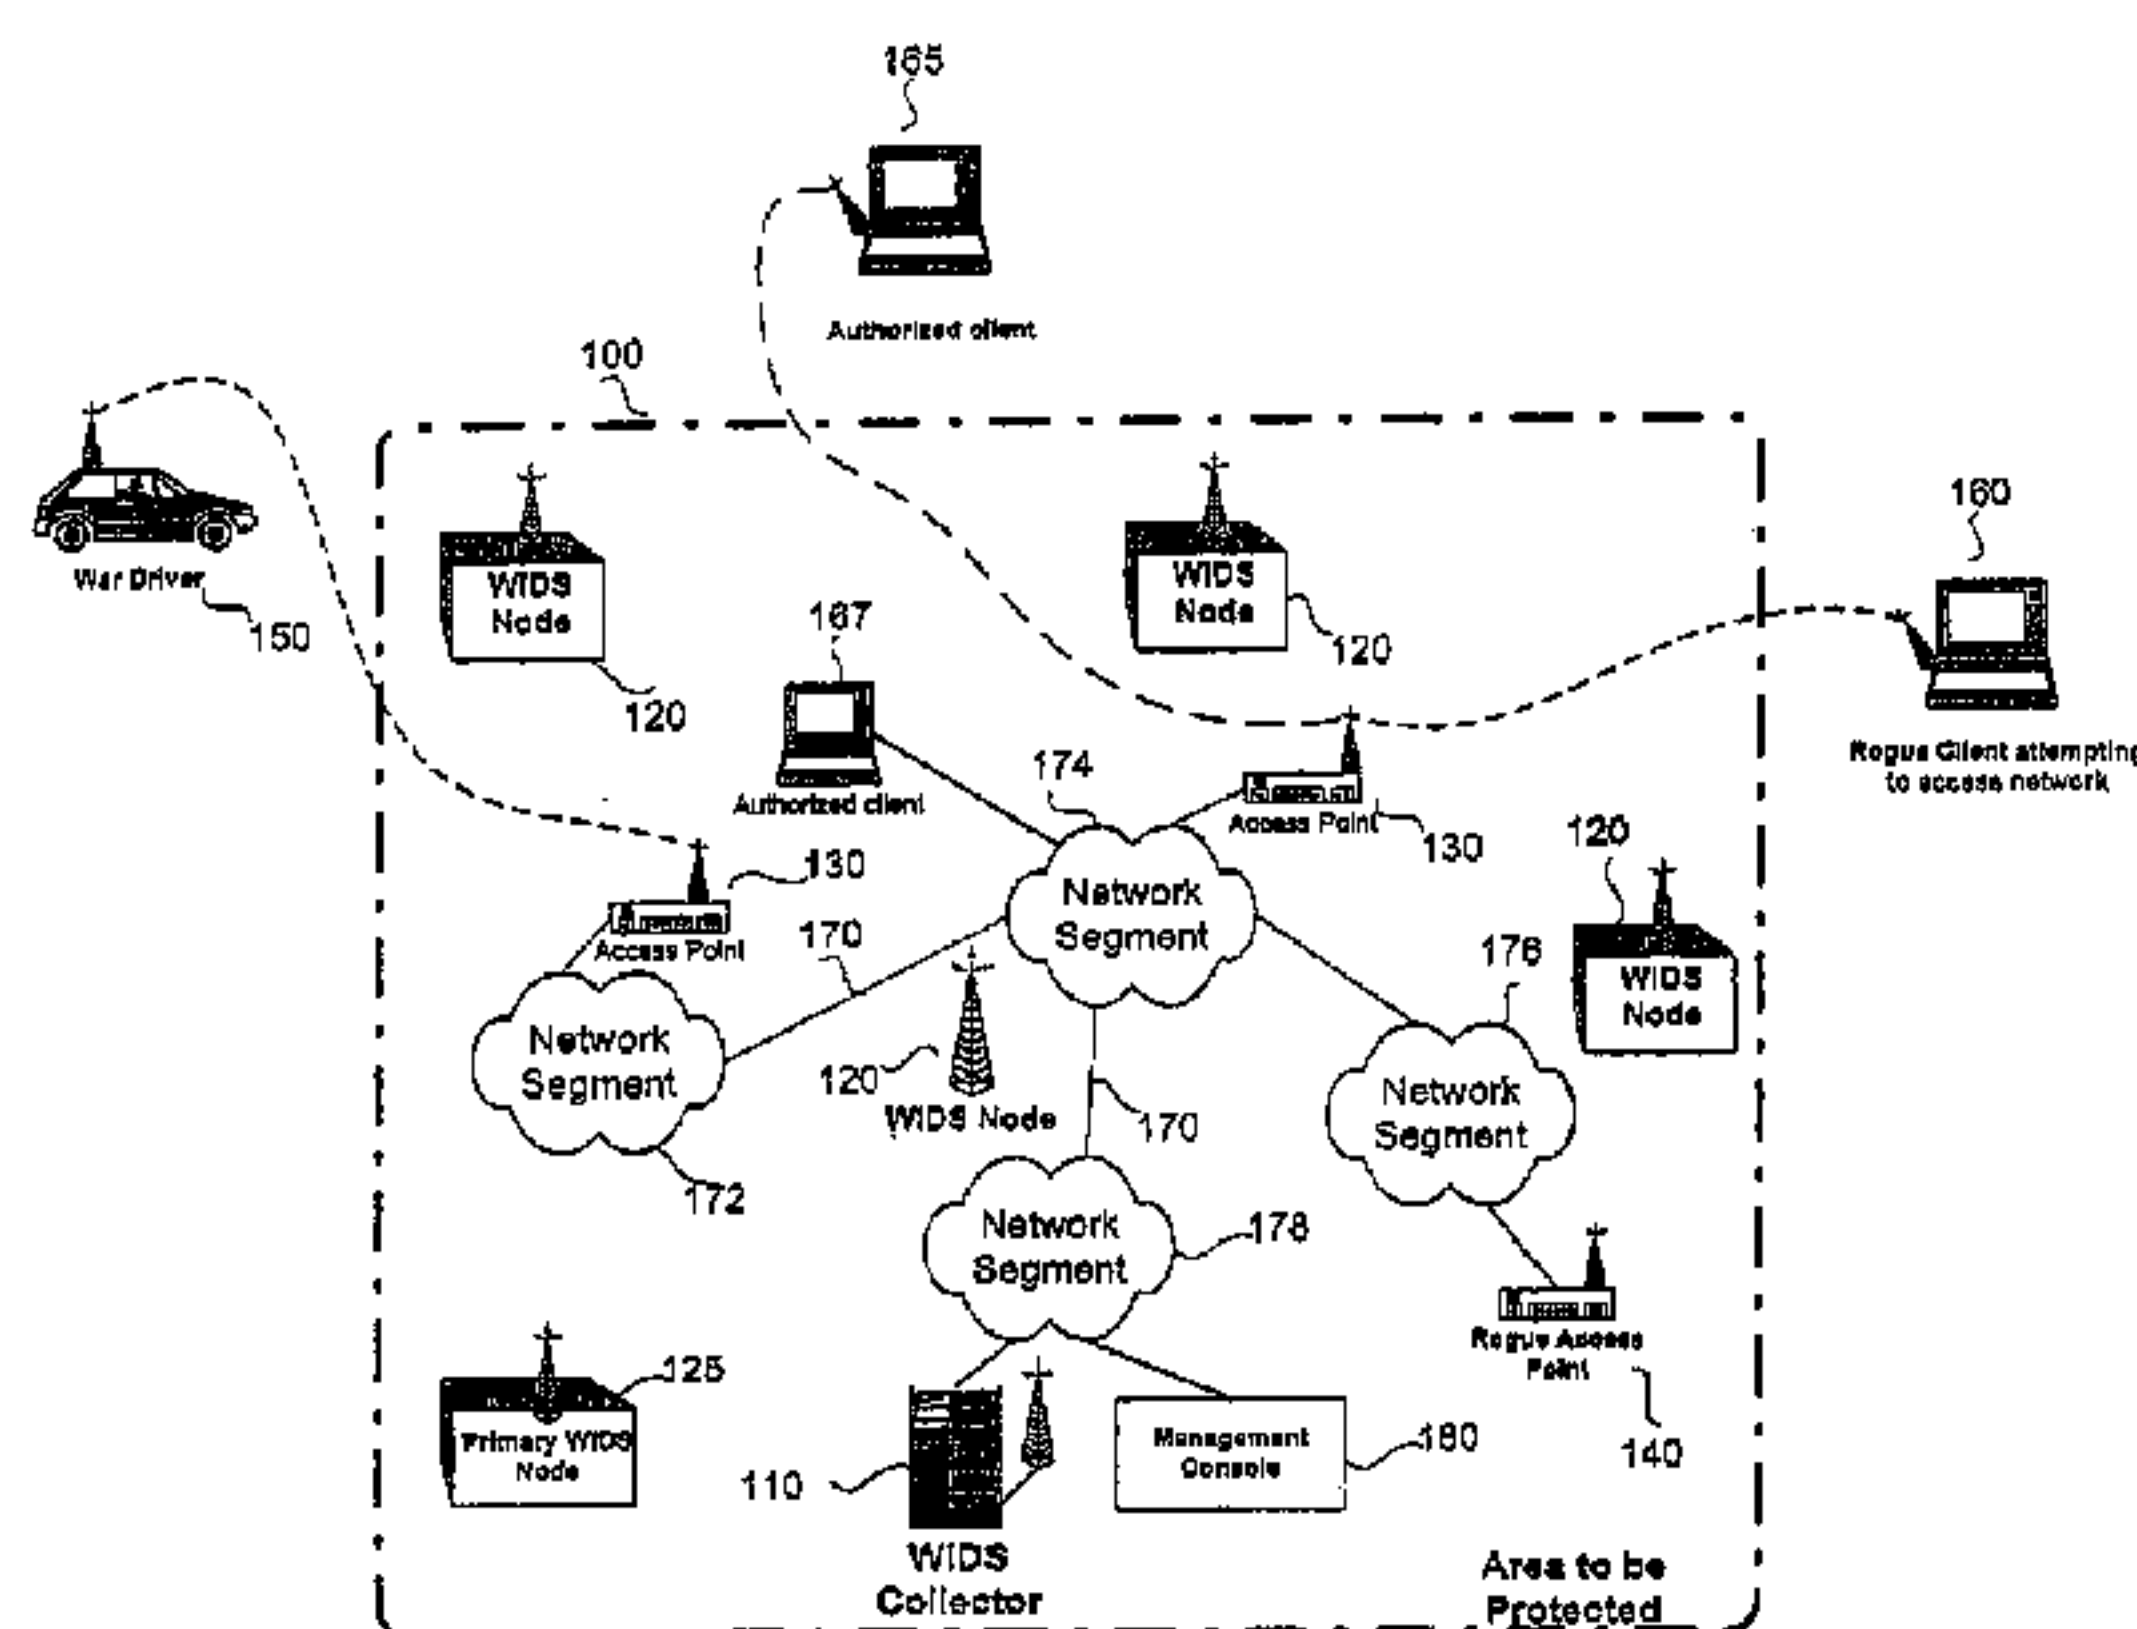 165
Authorized client
100
160
WIDS
Node
WIDS
Node
War Driver
150
167
120
120
174
Rogue Client attempting
to access network
Authorized client
Access Point
130
120
130
Network
Segment
Access Point
170
176
WIDS
Node
Network
Segment
120
WIDS Node
170
Network
Segment
172
Network
Segment
178
Rogue Access
Point
125
Primary WIDS
Node
Management
Console
180
140
110
WIDS
Collector
Area to be
Protected